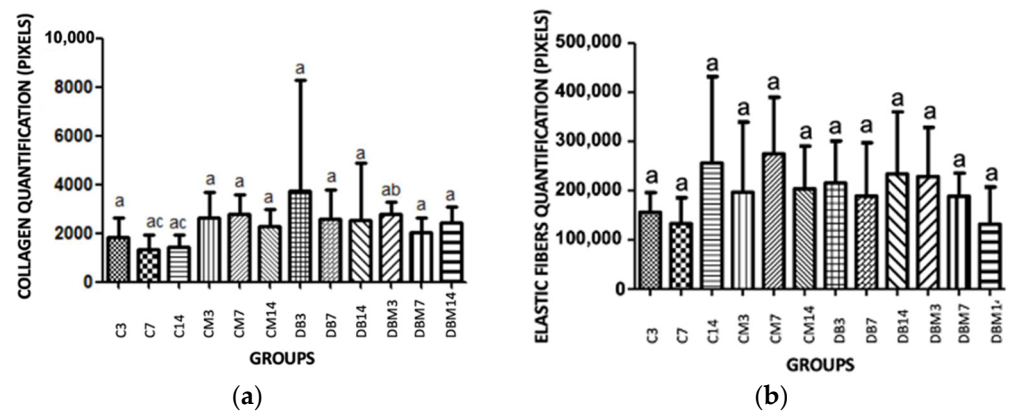 COLLAGEN QUANTIFICATION (PIXELS)
10,000
8000
6000
4000
2000
0
a
ac
ac
a
a
a
a
a
a
ab
a
a
C3
C7
C14
CM3
CM7
CM14
DB3
DB7
DB14
DBM3
DBM7
DBM14
GROUPS
(a)
ELASTIC FIBERS QUANTIFICATION (PIXELS)
500,000
400,000
300,000
200,000
100,000
0
a
a
a
a
a
a
a
a
a
a
a
a
C3
C7
C14
CM3
CM7
CM14
DB3
DB7
DB14
DBM3
DBM7
DBM14
GROUPS
(b)